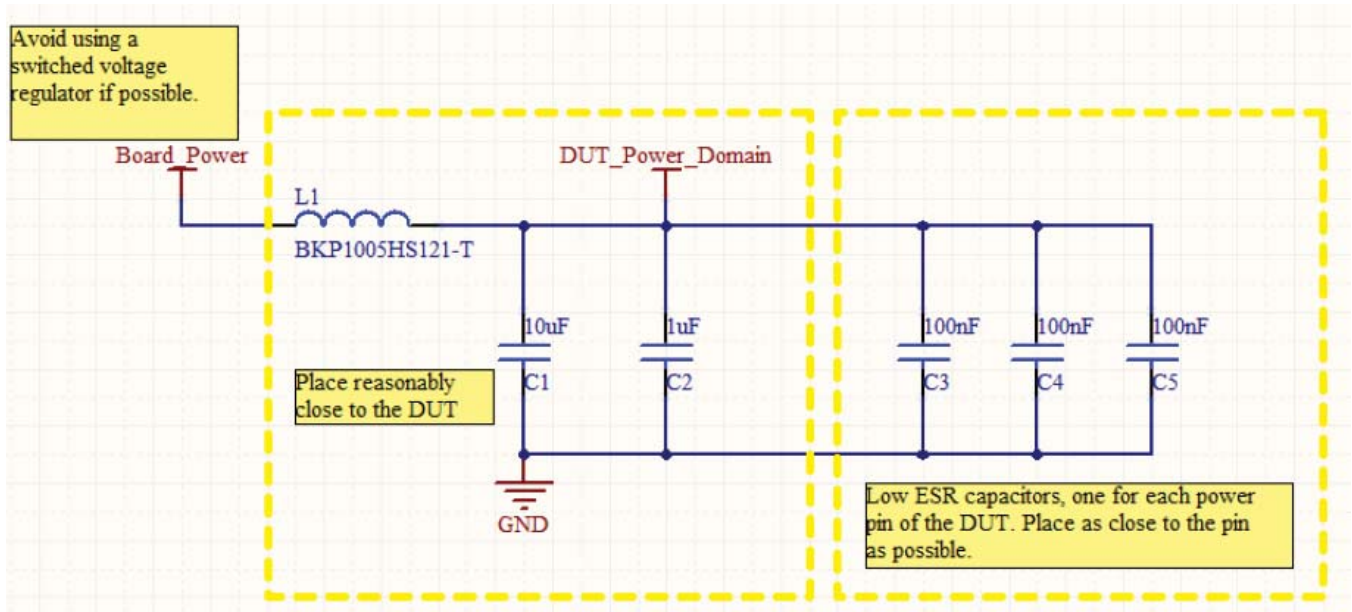 Avoid using a
switched voltage
regulator if possible.
Board_Power
DUT_Power_Domain
L1
BKP1005HS121-T
10uF
1uF
100nF
100nF
100nF
C1
C2
C3
C4
C5
Place reasonably
close to the DUT
GND
Low ESR capacitors, one for each power
pin of the DUT. Place as close to the pin
as possible.